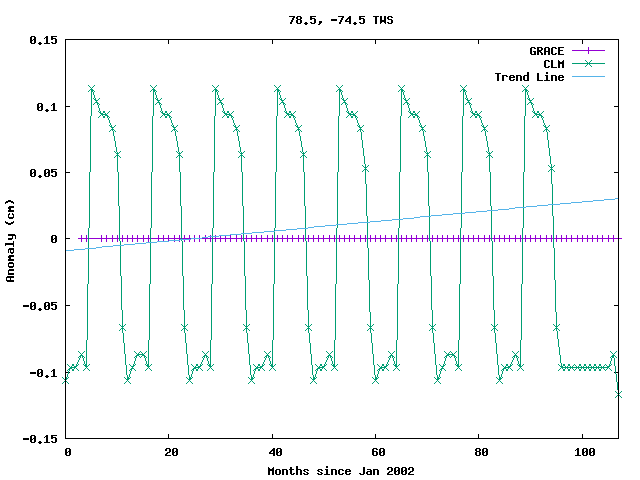 78.5, -74.5 TWS
GRACE
CLM
Trend Line
0.15
0.1
0.05
0
-0.05
-0.1
-0.15
Anomaly (cm)
0 20 40 60 80 100
Months since Jan 2002